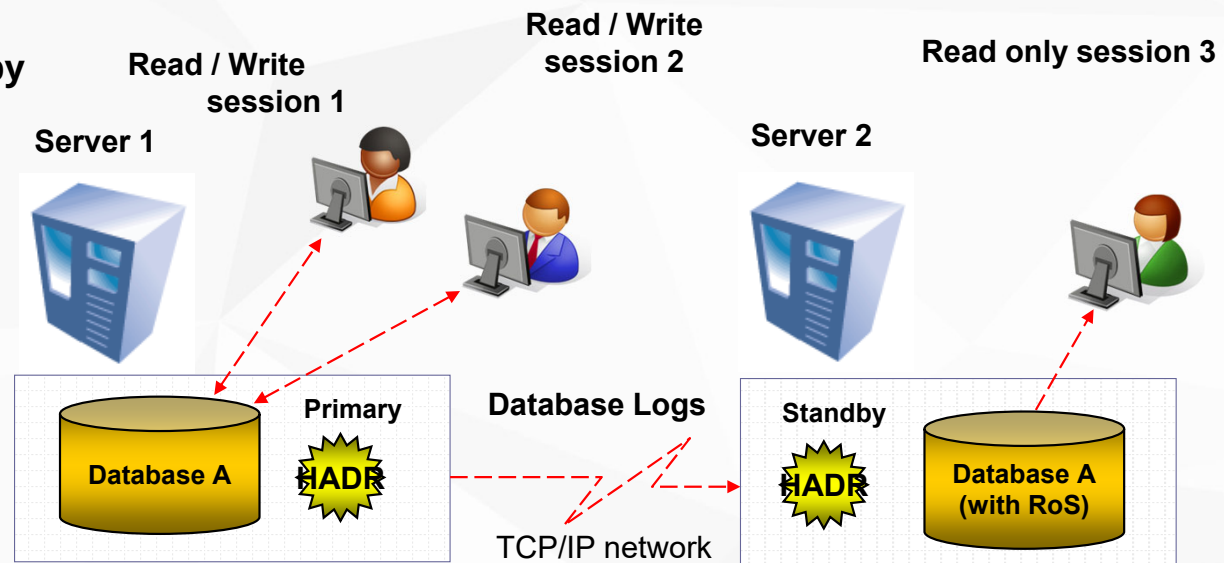 Read / Write
session 1
Read / Write
session 2
Read only session 3
Server 1
Server 2
Database A
Primary
HADR
Database Logs
TCP/IP network
Standby
HADR
Database A
(with RoS)